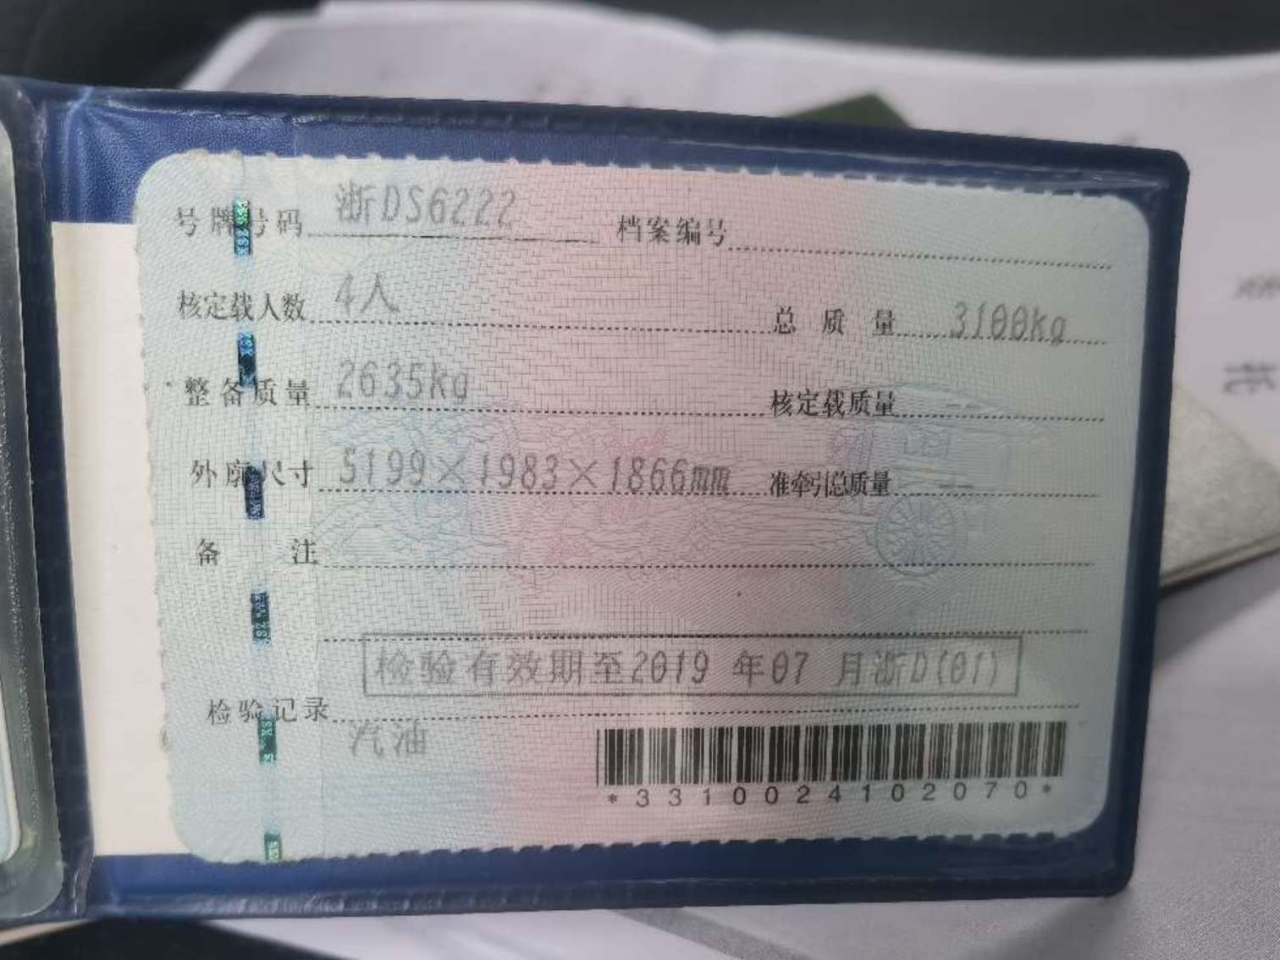 号牌号码 浙DS6222 档案编号
核定载人数 4人 总质量 3100kg
整备质量 2635kg 核定载质量 --
外廓尺寸 5199×1983×1866mm 准牵引总质量 --
备注
检验有效期至2019年07月浙D(01)
检验记录
汽油
*3310024102070*